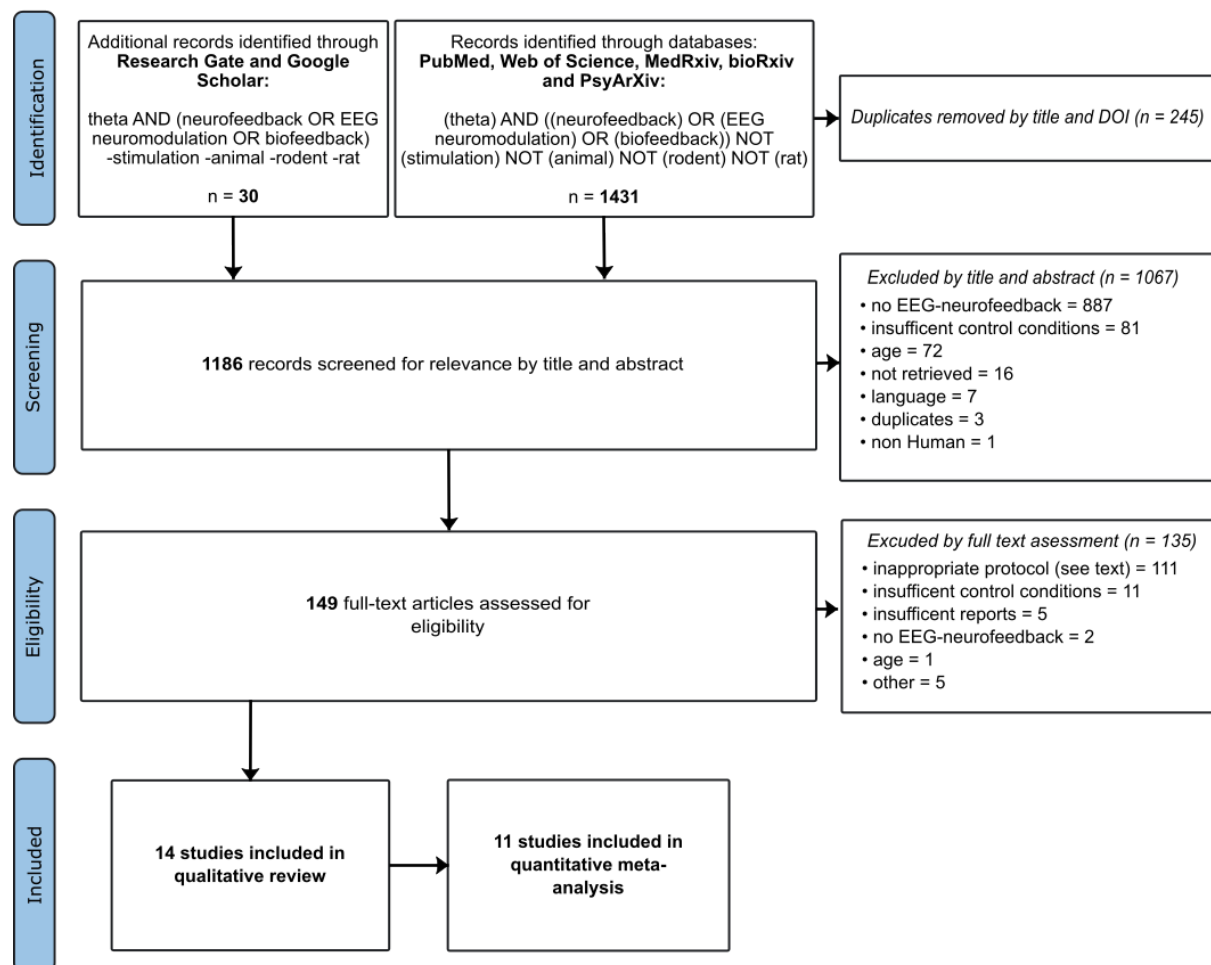 Identification
Additional records identified through
Research Gate and Google
Scholar:
theta AND (neurofeedback OR EEG
neuromodulation OR biofeedback)
-stimulation -animal -rodent -rat
n = 30
Records identified through databases:
PubMed, Web of Science, MedRxiv, bioRxiv
and PsyArXiv:
(theta) AND ((neurofeedback) OR (EEG
neuromodulation) OR (biofeedback)) NOT
(stimulation) NOT (animal) NOT (rodent) NOT (rat)
n = 1431
Duplicates removed by title and DOI (n = 245)
Screening
1186 records screened for relevance by title and abstract
Excluded by title and abstract (n = 1067)
• no EEG-neurofeedback = 887
• insufficent control conditions = 81
• age = 72
• not retrieved = 16
• language = 7
• duplicates = 3
• non Human = 1
Eligibility
149 full-text articles assessed for
eligibility
Excuded by full text asessment (n = 135)
• inappropriate protocol (see text) = 111
• insufficent control conditions = 11
• insufficent reports = 5
• no EEG-neurofeedback = 2
• age = 1
• other = 5
Included
14 studies included in
qualitative review
11 studies included in
quantitative meta-
analysis